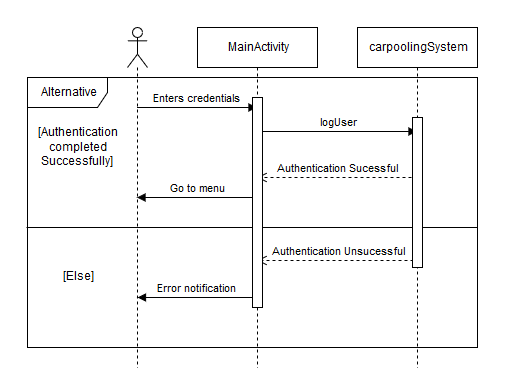 MainActivity
carpoolingSystem
Alternative
Enters credentials
[Authentication
completed
Successfully]
logUser
Authentication Sucessful
Go to menu
Authentication Unsucessful
[Else]
Error notification